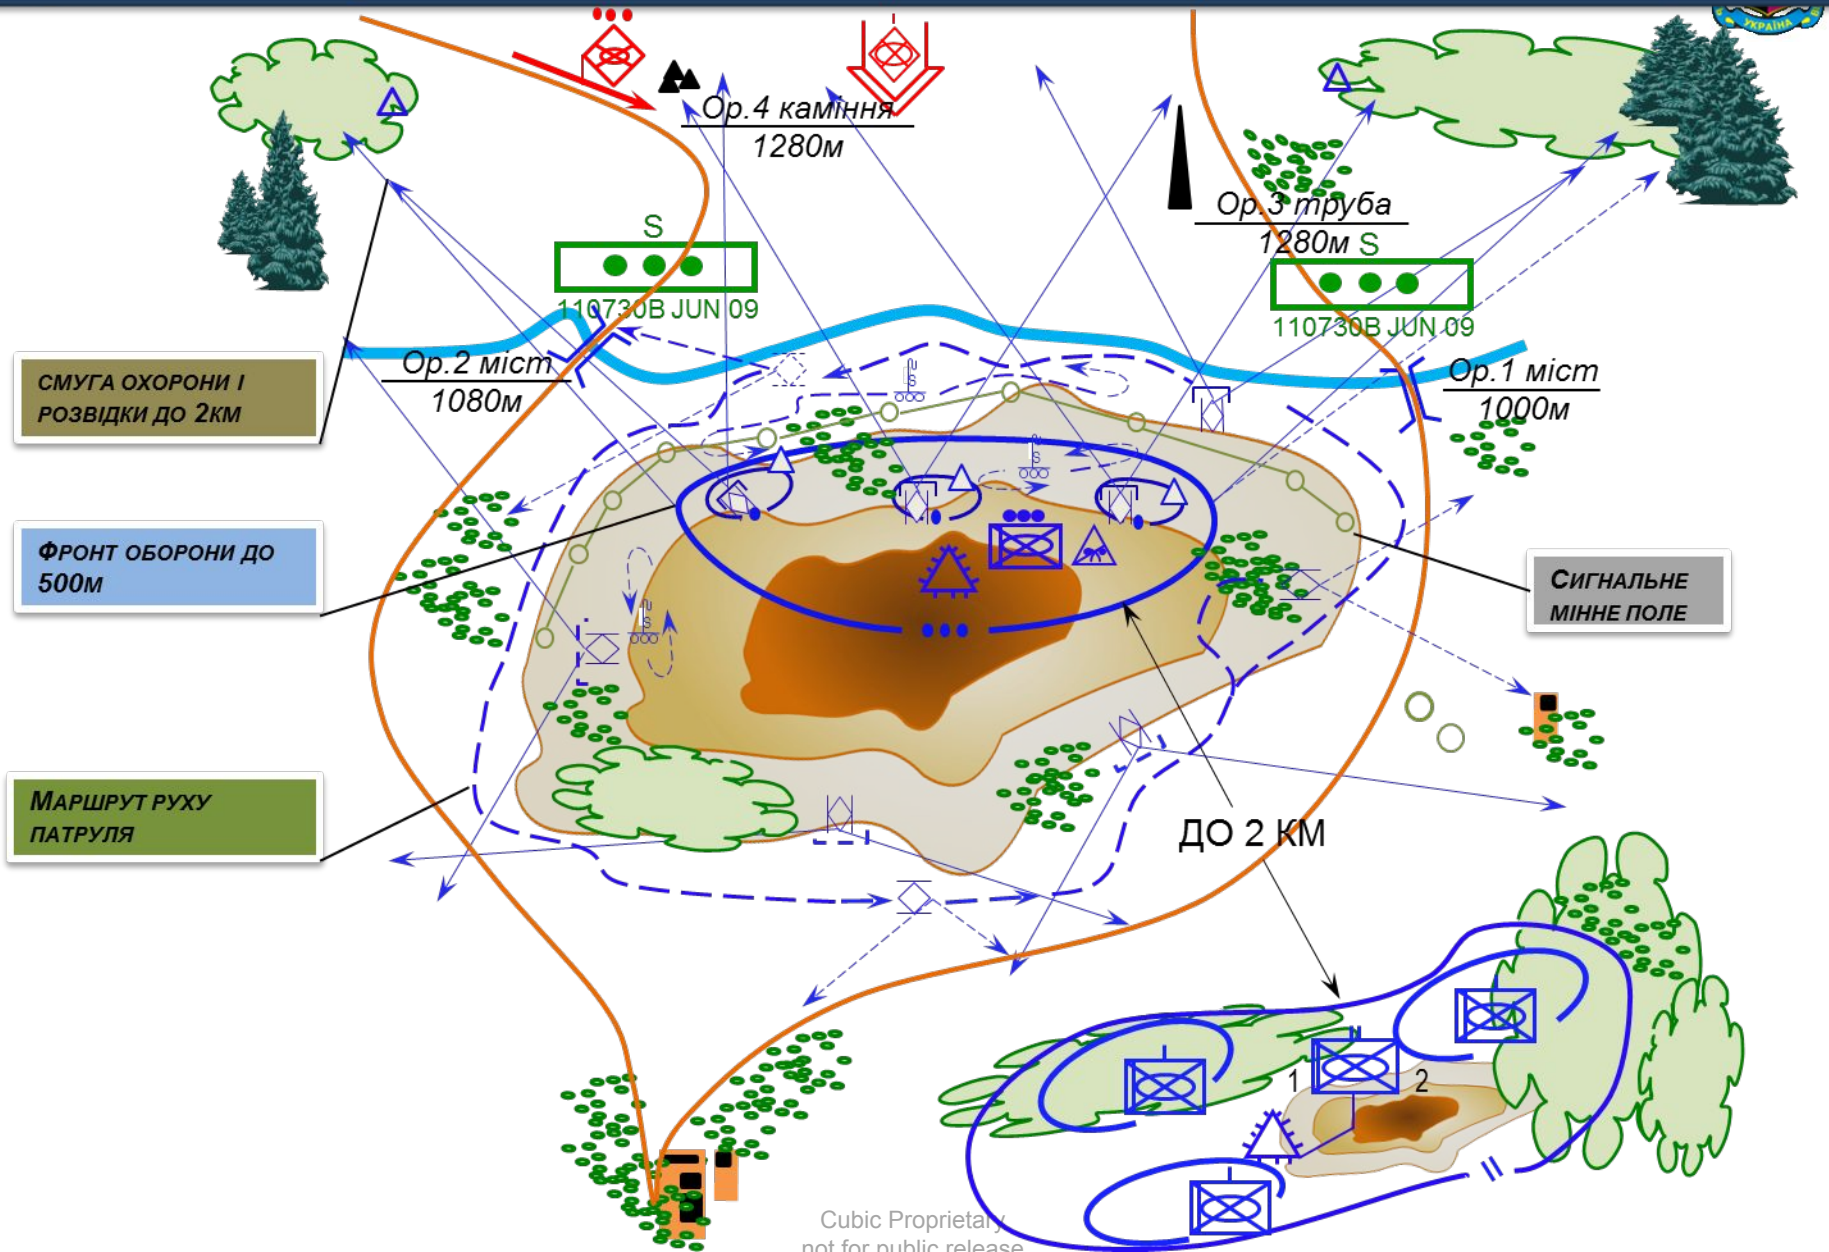 УКРАЇНА
Ор.4 каміння
1280м
Ор.3 труба
1280м
S
110730B JUN 09
S
110730B JUN 09
Ор.2 міст
1080м
Ор.1 міст
1000м
СМУГА ОХОРОНИ І
РОЗВІДКИ ДО 2КМ
ФРОНТ ОБОРОНИ ДО
500М
СИГНАЛЬНЕ
МІННЕ ПОЛЕ
МАРШРУТ РУХУ
ПАТРУЛЯ
S
S
S
ДО 2 КМ
1
2
Cubic Proprietary
not for public release